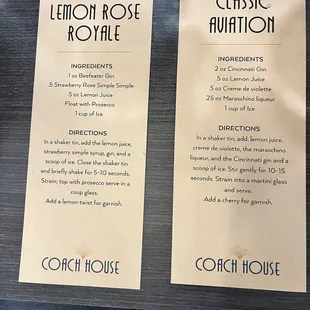 LEMON ROSE
ROYALE
INGREDIENTS
1 oz Beefeater Gin
.5 Strawberry Rose Simple Simple
.5 oz Lemon Juice
Float with Prosecco
1 cup of Ice
DIRECTIONS
In a shaker tin, add the lemon juice,
strawberry simple syrup, gin, and a
scoop of ice. Close the shaker tin
and briefly shake for 5-10 seconds.
Strain; top with prosecco serve in a
coup glass.
Add a lemon twist for garnish.
COACH HOUSE
CLASSIC
AVIATION
INGREDIENTS
2 oz Cincinnati Gin
.5 oz Lemon Juice
.5 oz Creme de violette
.25 oz Maraschino liqueur
1 cup of Ice
DIRECTIONS
In a shaker tin, add the lemon juice,
creme de violette, the maraschino
liqueur, and the Cincinnati gin and a
scoop of ice. Stir gently for 10-15
seconds. Strain into a martini glass
and serve.
Add a cherry for garnish.
COACH HOUSE